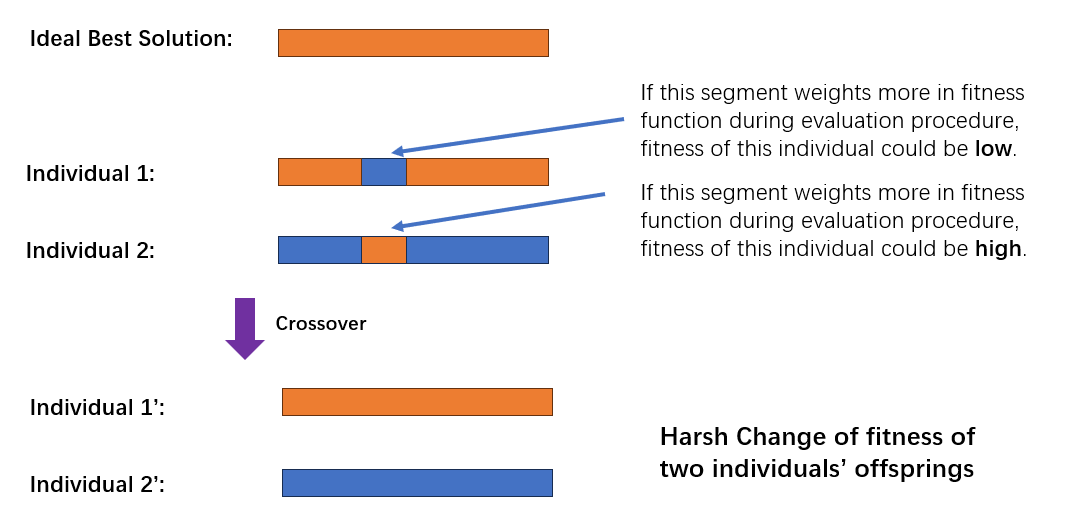 Ideal Best Solution:
If this segment weights more in fitness
function during evaluation procedure,
fitness of this individual could be low.
Individual 1:
If this segment weights more in fitness
function during evaluation procedure,
fitness of this individual could be high.
Individual 2:
Crossover
Individual 1’:
Harsh Change of fitness of
two individuals’ offsprings
Individual 2’: